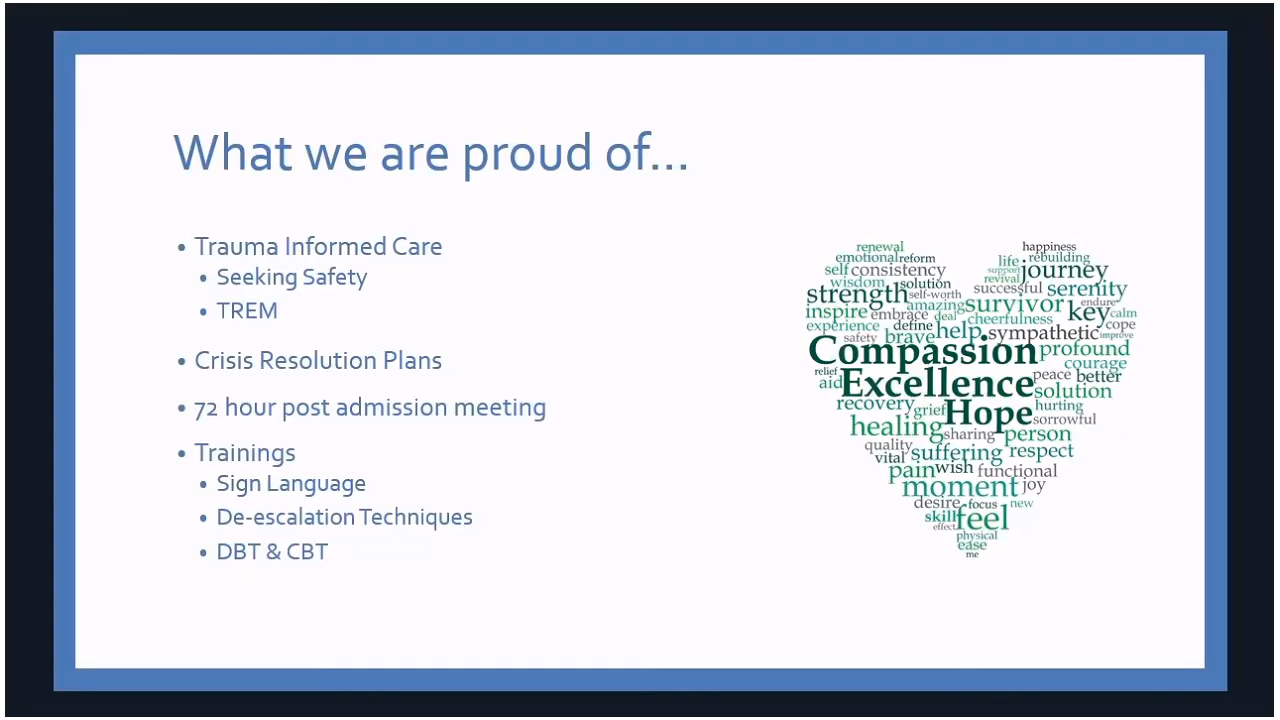 What we are proud of...
• Trauma Informed Care
• Seeking Safety
• TREM
• Crisis Resolution Plans
• 72 hour post admission meeting
• Trainings
• Sign Language
• De-escalation Techniques
• DBT & CBT
renewal happiness
emotional reform life rebuilding
self consistency support journey
wisdom solution revival successful serenity
strength self-worth amazing survivor endure
inspire embrace deal cheerfulness key calm
experience define help sympathetic cope
safety brave improve
Compassion profound
relief courage
aid Excellence peace better
solution
recovery grief Hope hurting
sorrowful
healing sharing person
quality
vital suffering respect
pain wish functional
moment joy
desire focus new
skill feel
effect
physical
ease
me